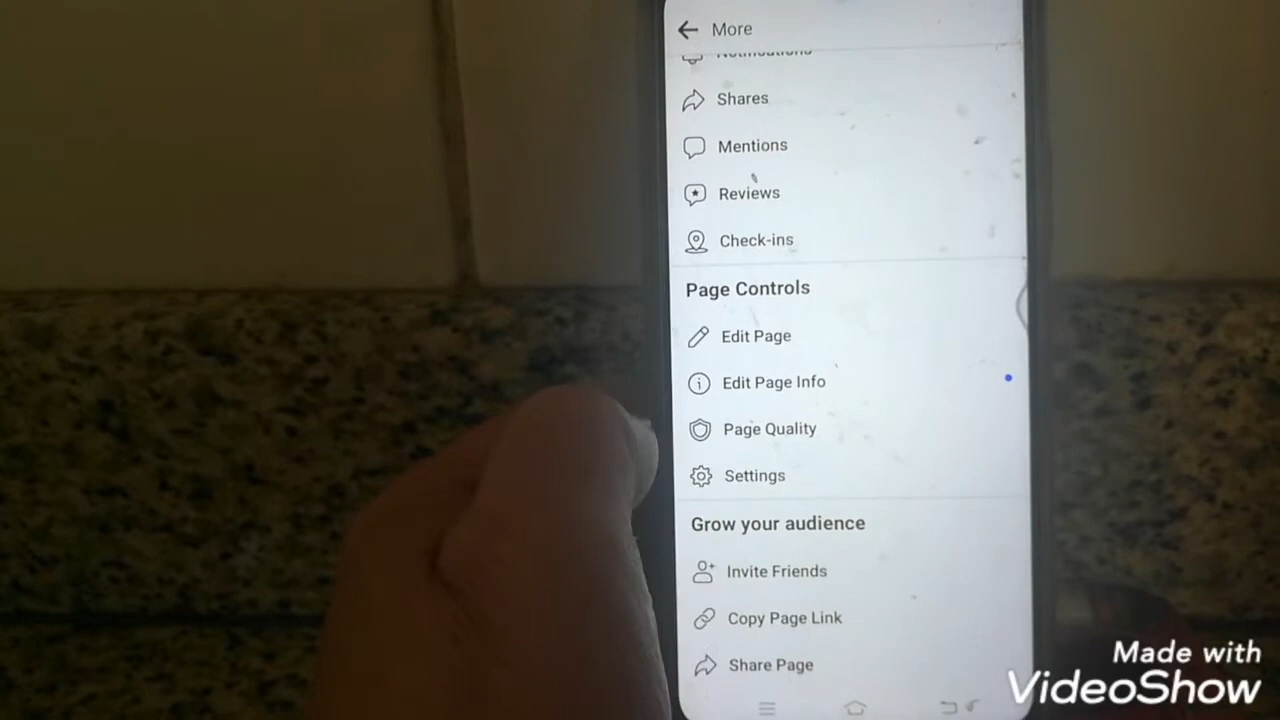 More
Notifications
Shares
Mentions
Reviews
Check-ins
Page Controls
Edit Page
Edit Page Info
Page Quality
Settings
Grow your audience
Invite Friends
Copy Page Link
Share Page
Made with
VideoShow